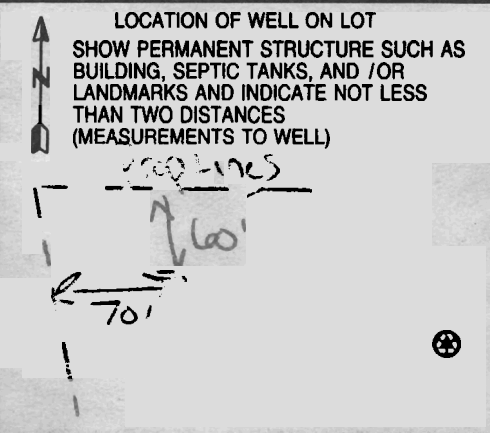 LOCATION OF WELL ON LOT
SHOW PERMANENT STRUCTURE SUCH AS
BUILDING, SEPTIC TANKS, AND / OR
LANDMARKS AND INDICATE NOT LESS
THAN TWO DISTANCES
(MEASUREMENTS TO WELL)
N
Lines
60'
70'